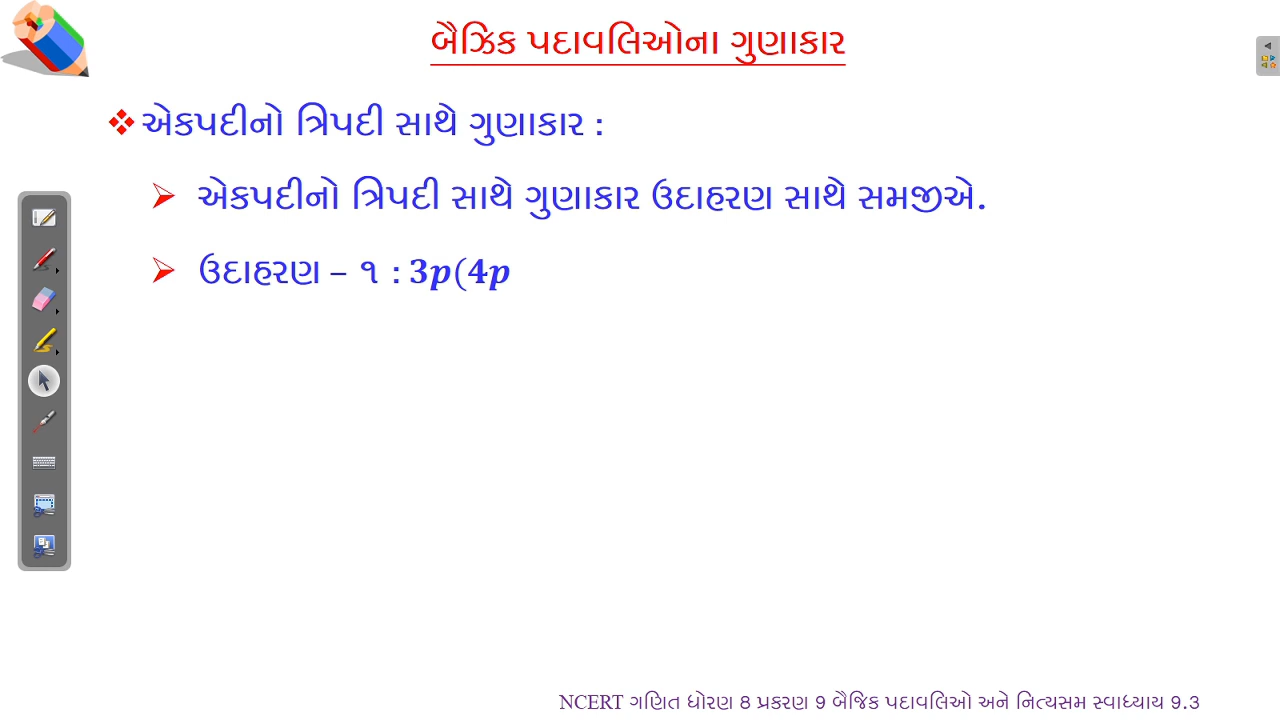 બૈઝિક પદાવલિઓના ગુણાકાર
❖ એકપદીનો ત્રિપદી સાથે ગુણાકાર :
➢ એકપદીનો ત્રિપદી સાથે ગુણાકાર ઉદાહરણ સાથે સમજીએ.
➢ ઉદાહરણ – ૧ : 3p(4p
NCERT ગણિત ધોરણ 8 પ્રકરણ 9 બૈજિક પદાવલિઓ અને નિત્યસમ સ્વાધ્યાય 9.3